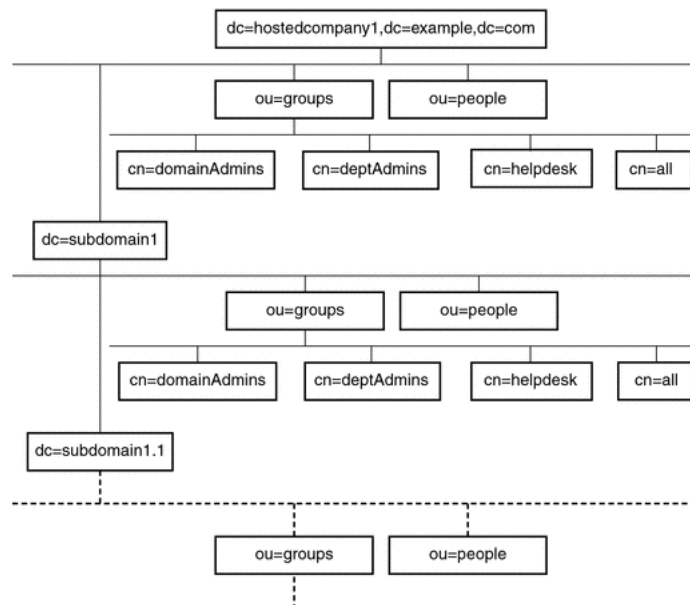 dc=hostedcompany1,dc=example,dc=com
ou=groups
ou=people
cn=domainAdmins
cn=deptAdmins
cn=helpdesk
cn=all
dc=subdomain1
ou=groups
ou=people
cn=domainAdmins
cn=deptAdmins
cn=helpdesk
cn=all
dc=subdomain1.1
ou=groups
ou=people